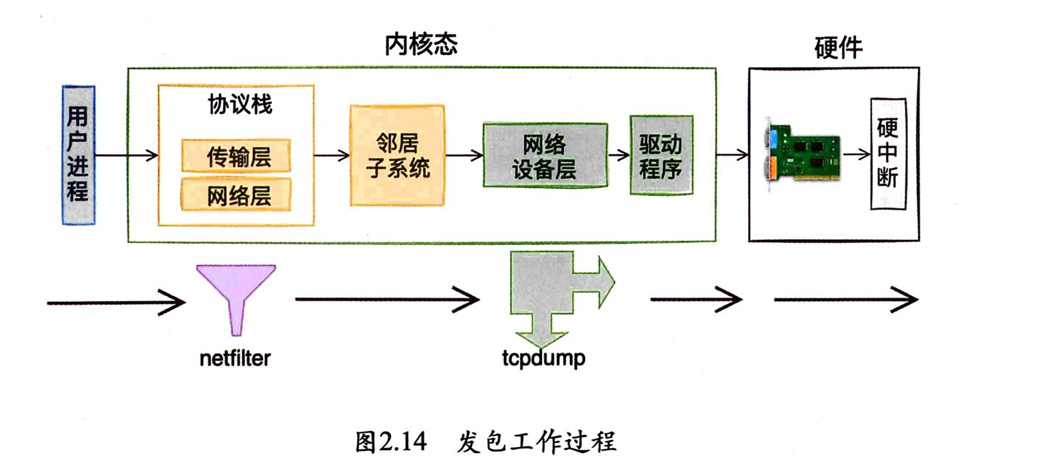 内核态
硬件
用户进程
协议栈
传输层
网络层
邻居
子系统
网络
设备层
驱动
程序
硬中断
netfilter
tcpdump
图2.14 发包工作过程